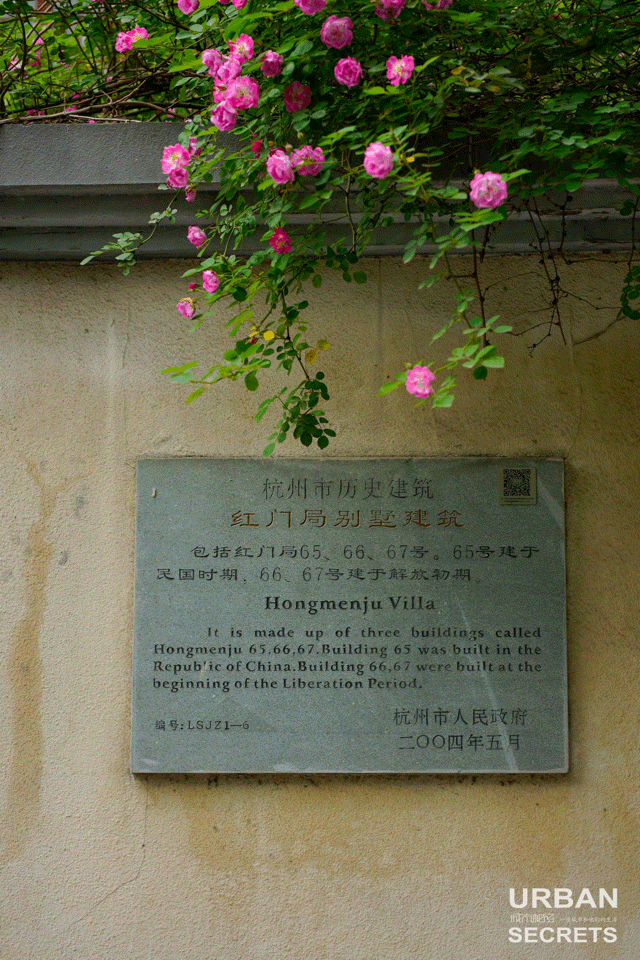 杭州市历史建筑
红门局别墅建筑
包括红门局65、66、67号。65号建于
民国时期、66、67号建于解放初期。
Hongmenju Villa
It is made up of three buildings called
Hongmenju 65.66,67.Building 65 was built in the
Republic of China.Building 66.67 were built at the
beginning of the Liberation Period.
编号:LSJZ1—6
杭州市人民政府
二〇〇四年五月
URBAN
SECRETS